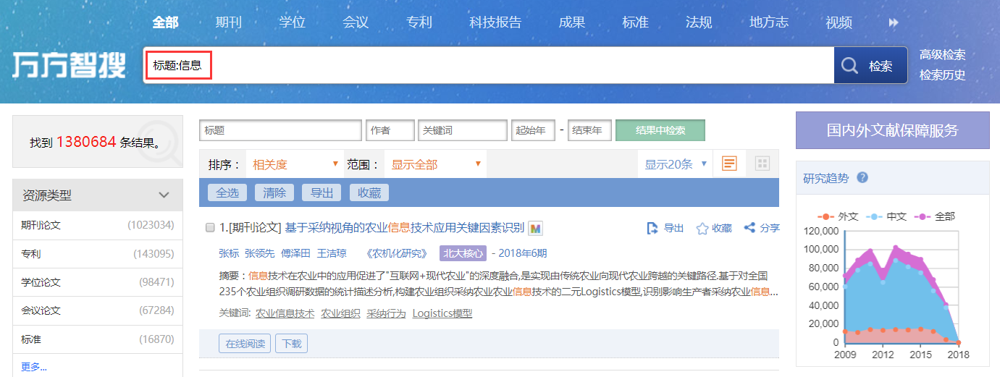 全部 期刊 学位 会议 专利 科技报告 成果 标准 法规 地方志 视频
万方智搜
标题:信息
检索
高级检索
检索历史
找到 1380684 条结果。
资源类型
期刊论文 (1023034)
专利 (143095)
学位论文 (98471)
会议论文 (67284)
标准 (16870)
更多...
标题 作者 关键词 起始年 - 结束年 结果中检索
排序： 相关度 范围： 显示全部 显示20条
全选 清除 导出 收藏
1.[期刊论文] 基于采纳视角的农业信息技术应用关键因素识别 M 导出 收藏 分享
张标 张领先 傅泽田 王洁琼 《农机化研究》 北大核心 - 2018年6期
摘要：信息技术在农业中的应用促进了"互联网+现代农业"的深度融合,是实现由传统农业向现代农业跨越的关键路径.基于对全国
235个农业组织调研数据的统计描述分析,构建农业组织采纳农业农业信息技术的二元Logistics模型,识别影响生产者采纳农业信息...
关键词: 农业信息技术 农业组织 采纳行为 Logistics模型
在线阅读 下载
国内外文献保障服务
研究趋势 ?
外文 中文 全部
120,000
100,000
80,000
60,000
40,000
20,000
0
2009 2012 2015 2018